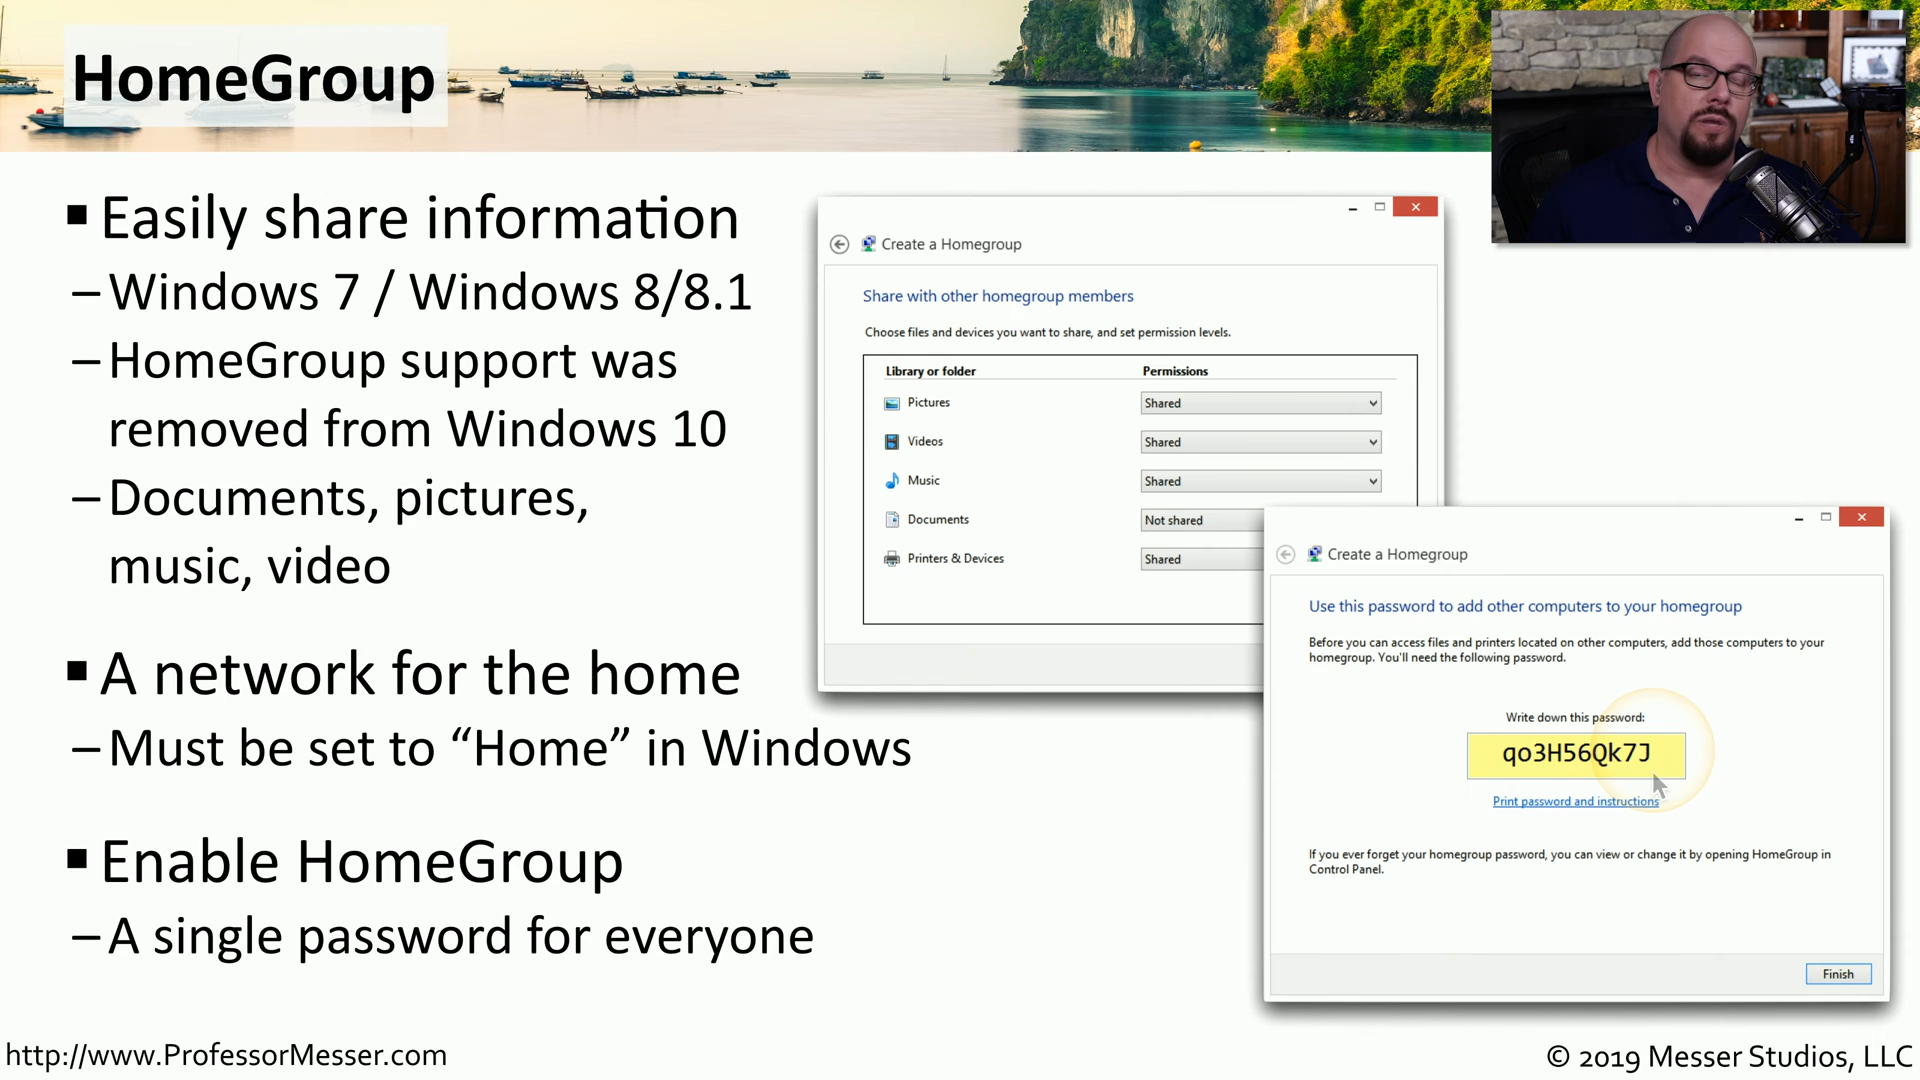 HomeGroup
▪ Easily share information
– Windows 7 / Windows 8/8.1
– HomeGroup support was
removed from Windows 10
– Documents, pictures,
music, video
▪ A network for the home
– Must be set to “Home” in Windows
▪ Enable HomeGroup
– A single password for everyone
Create a Homegroup
Share with other homegroup members
Choose files and devices you want to share, and set permission levels.
Library or folder Permissions
Pictures Shared
Videos Shared
Music Shared
Documents Not shared
Printers & Devices Shared
Create a Homegroup
Use this password to add other computers to your homegroup
Before you can access files and printers located on other computers, add those computers to your
homegroup. You'll need the following password.
Write down this password:
qo3H56Qk7J
Print password and instructions
If you ever forget your homegroup password, you can view or change it by opening HomeGroup in
Control Panel.
Finish
http://www.ProfessorMesser.com
© 2019 Messer Studios, LLC